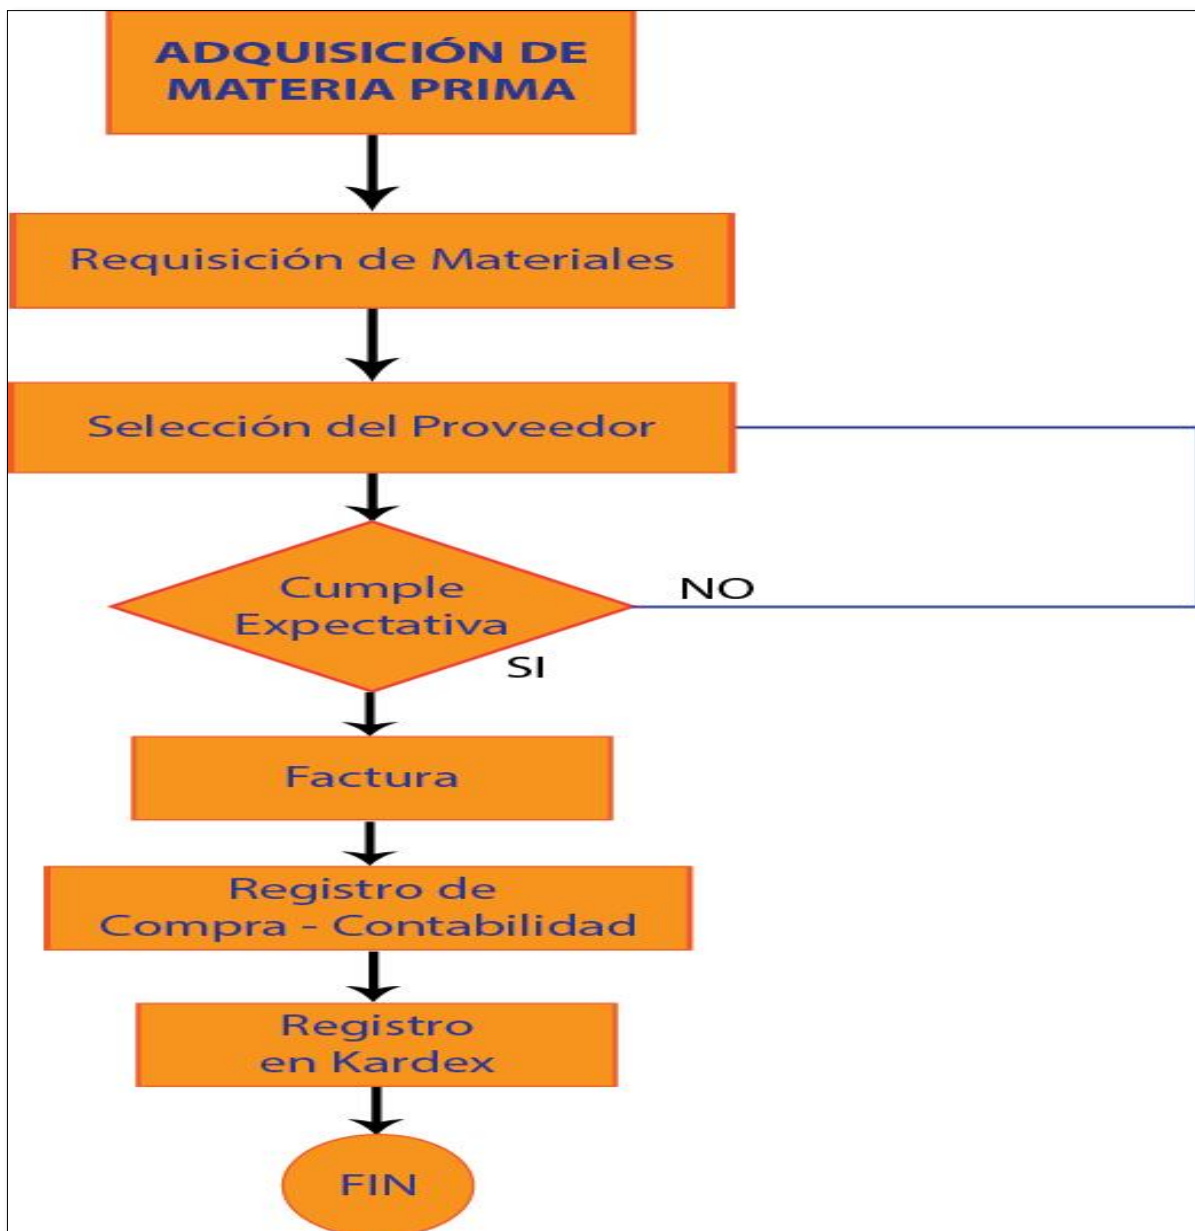 ADQUISICIÓN DE
MATERIA PRIMA
Requisición de Materiales
Selección del Proveedor
Cumple
Expectativa
NO
SI
Factura
Registro de
Compra - Contabilidad
Registro
en Kardex
FIN